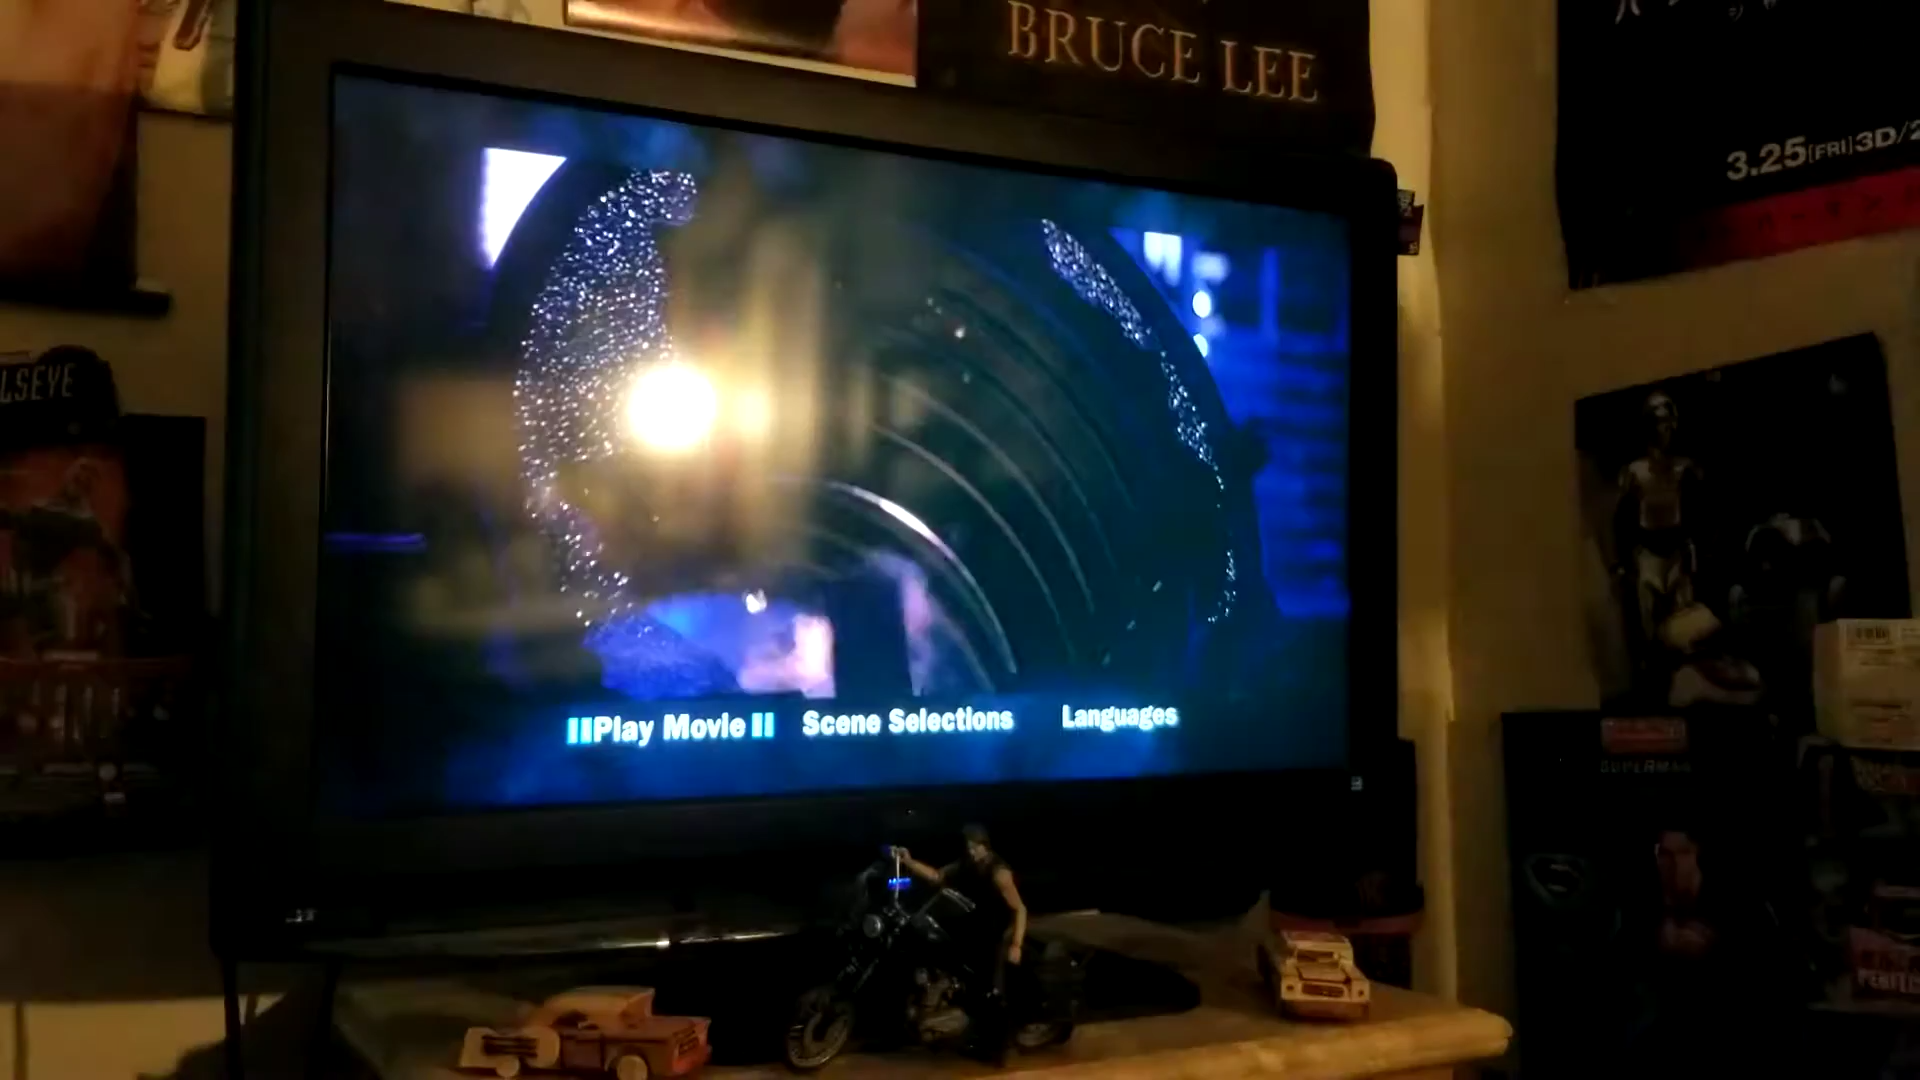 BRUCE LEE
3.25[FRI]3D/2
LSEYE
Play Movie Scene Selections Languages
SUPERMAN